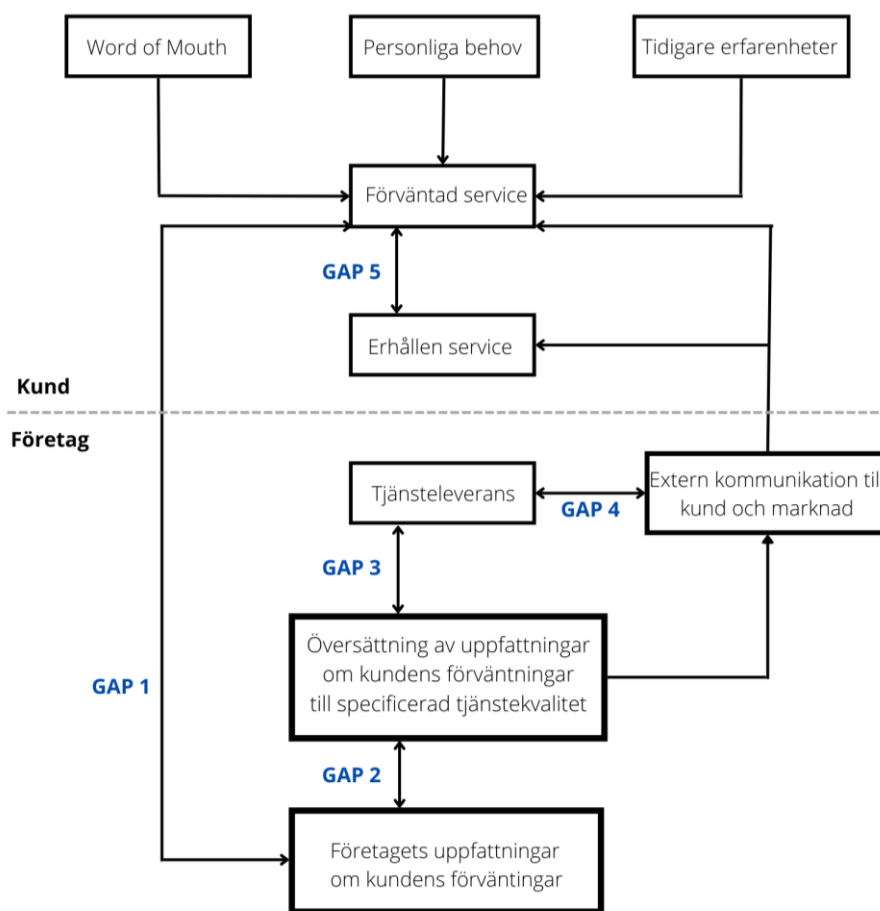 Word of Mouth
Personliga behov
Tidigare erfarenheter
Förväntad service
GAP 5
Erhållen service
Kund
Företag
Tjänsteleverans
GAP 4
Extern kommunikation til
kund och marknad
GAP 3
Översättning av uppfattningar
om kundens förväntningar
till specificerad tjänstekvalitet
GAP 1
GAP 2
Företagets uppfattningar
om kundens förväntingar